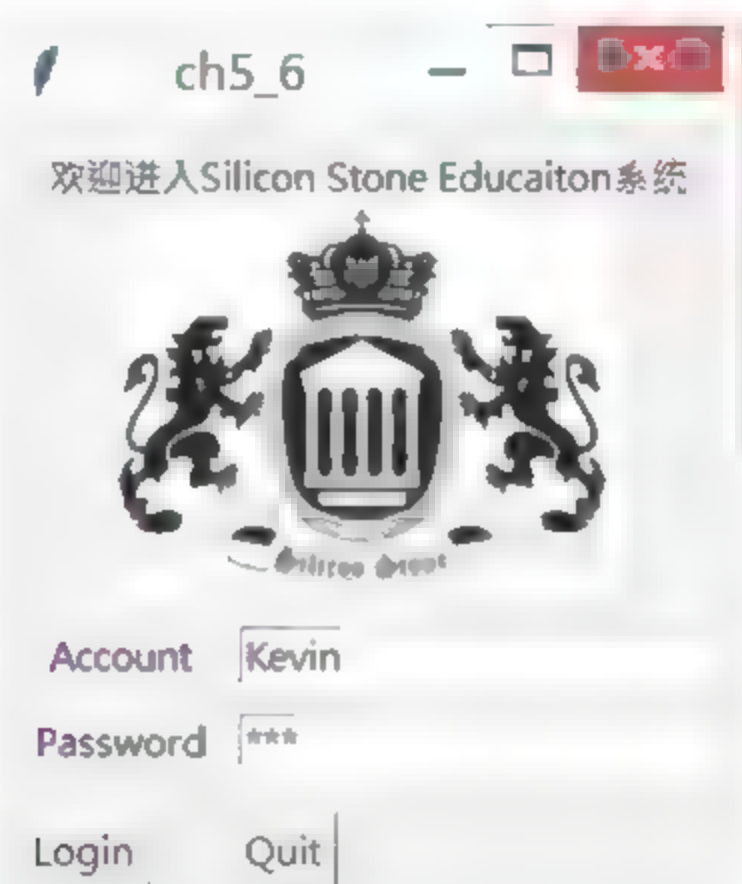 ch5_6
欢迎进入Silicon Stone Educaiton系统
Account Kevin
Password ***
Login Quit